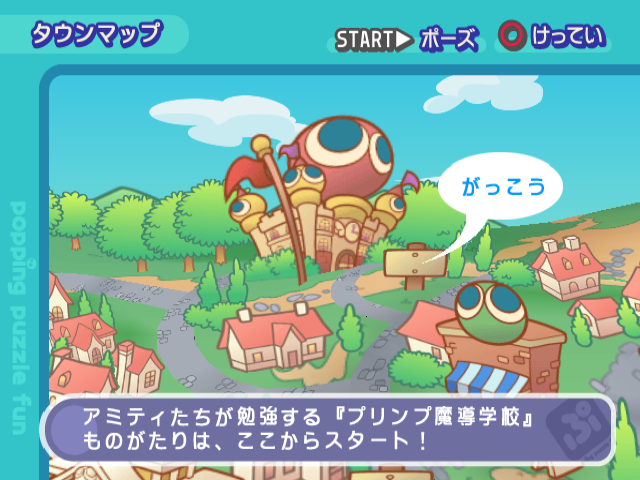 タウンマップ
START▶ポーズ ◎けってい
がっこう
popping puzzle fun
アミティたちが勉強する『プリンプ魔導学校』
ものがたりは、ここからスタート！
ぷ